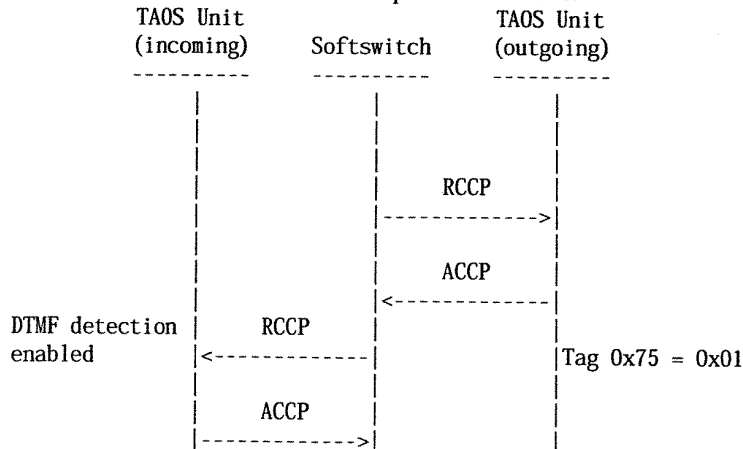 TAOS Unit TAOS Unit
(incoming) Softswitch (outgoing)
RCCP
ACCP
DTMF detection RCCP
enabled Tag 0x75 = 0x01
ACCP